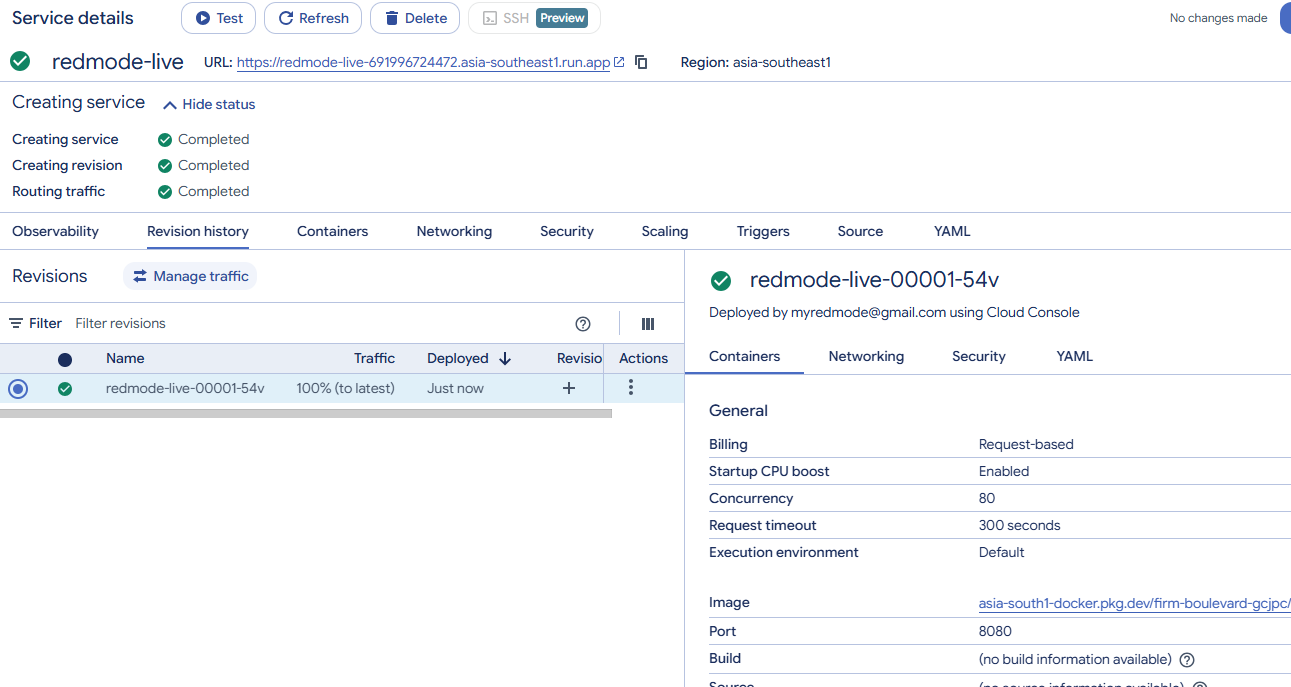 Service details Test Refresh Delete SSH Preview No changes made
redmode-live URL: https://redmode-live-691996724472.asia-southeast1.run.app Region: asia-southeast1
Creating service Hide status
Creating service Completed
Creating revision Completed
Routing traffic Completed
Observability Revision history Containers Networking Security Scaling Triggers Source YAML
Revisions Manage traffic
Filter Filter revisions
Name Traffic Deployed Revisio Actions
redmode-live-00001-54v 100% (to latest) Just now
redmode-live-00001-54v
Deployed by myredmode@gmail.com using Cloud Console
Containers Networking Security YAML
General
Billing Request-based
Startup CPU boost Enabled
Concurrency 80
Request timeout 300 seconds
Execution environment Default
Image asia-south1-docker.pkg.dev/firm-boulevard-gcjpc/
Port 8080
Build (no build information available)
Source (no source information available)